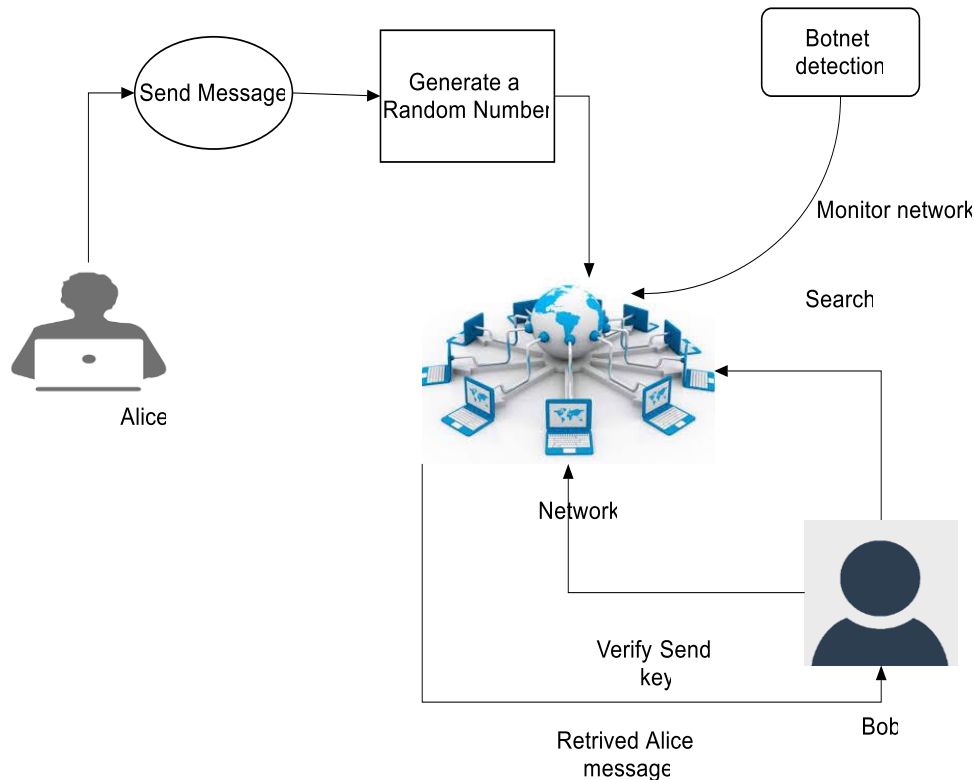 Botnet
detection
Send Message
Generate a
Random Number
Monitor network
Search
Alice
Network
Verify Send
key
Bob
Retrived Alice
message